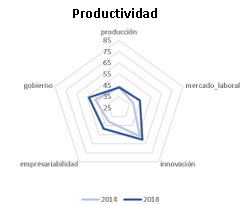 Productividad
producción
85
75
65
55
45
35
25
gobierno
mercado_laboral
empresariabilidad
innovación
2014
2018